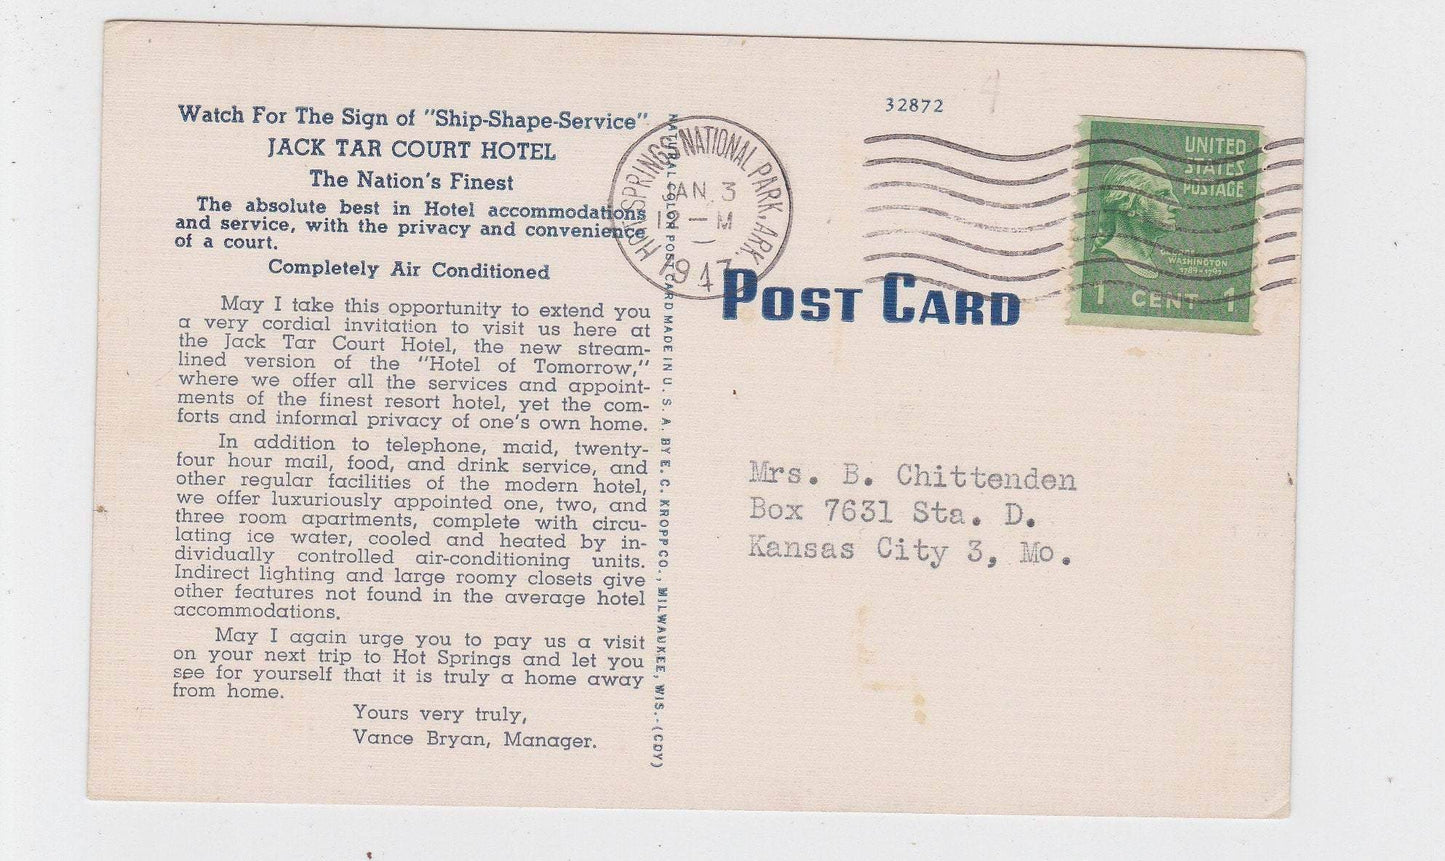 Watch For The Sign of "Ship-Shape-Service"
JACK TAR COURT HOTEL
The Nation's Finest
The absolute best in Hotel accommodations
and service, with the privacy and convenience
of a court.
Completely Air Conditioned
May I take this opportunity to extend you
a very cordial invitation to visit us here at
the Jack Tar Court Hotel, the new stream-
lined version of the "Hotel of Tomorrow,"
where we offer all the services and appoint-
ments of the finest resort hotel, yet the com-
forts and informal privacy of one's own home.
In addition to telephone, maid, twenty-
four hour mail, food, and drink service, and
other regular facilities of the modern hotel,
we offer luxuriously appointed one, two, and
three room apartments, complete with circu-
lating ice water, cooled and heated by in-
dividually controlled air-conditioning units.
Indirect lighting and large roomy closets give
other features not found in the average hotel
accommodations.
May I again urge you to pay us a visit
on your next trip to Hot Springs and let you
see for yourself that it is truly a home away
from home.
Yours very truly,
Vance Bryan, Manager.
NATURAL COLOR POST CARD MADE IN U. S. A. BY E. C. KROPP CO., MILWAUKEE, WIS.-(CDY)
HOT SPRINGS NATIONAL PARK, ARK.
JAN 3
12 — M
1947
32872
4
UNITED
STATES
POSTAGE
WASHINGTON
1789-1797
1 CENT 1
POST CARD
Mrs. B. Chittenden
Box 7631 Sta. D.
Kansas City 3, Mo.